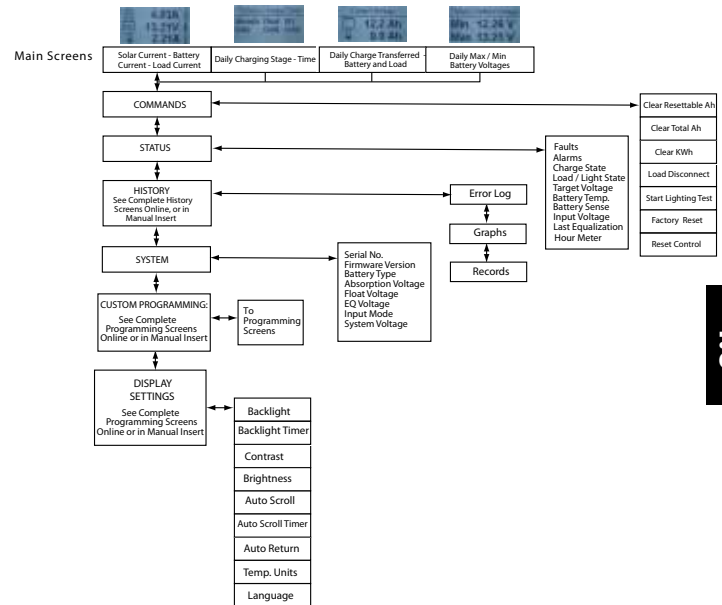 4.83A
13.21V
2.21A
12.2 Ah
9.9 Ah
Min 12.26 V
Max 13.21 V
Main Screens
Solar Current - Battery
Current - Load Current
Daily Charging Stage - Time
Daily Charge Transferred -
Battery and Load
Daily Max / Min
Battery Voltages
COMMANDS
Clear Resettable Ah
Clear Total Ah
Clear KWh
Load Disconnect
Start Lighting Test
Factory Reset
Reset Control
STATUS
Faults
Alarms
Charge State
Load / Light State
Target Voltage
Battery Temp.
Battery Sense
Input Voltage
Last Equalization
Hour Meter
HISTORY
See Complete History
Screens Online, or in
Manual Insert
Error Log
Graphs
Records
SYSTEM
Serial No.
Firmware Version
Battery Type
Absorption Voltage
Float Voltage
EQ Voltage
Input Mode
System Voltage
CUSTOM PROGRAMMING:
See Complete
Programming Screens
Online or in Manual Insert
To
Programming
Screens
DISPLAY
SETTINGS
See Complete
Programming Screens
Online or in Manual Insert
Backlight
Backlight Timer
Contrast
Brightness
Auto Scroll
Auto Scroll Timer
Auto Return
Temp. Units
Language